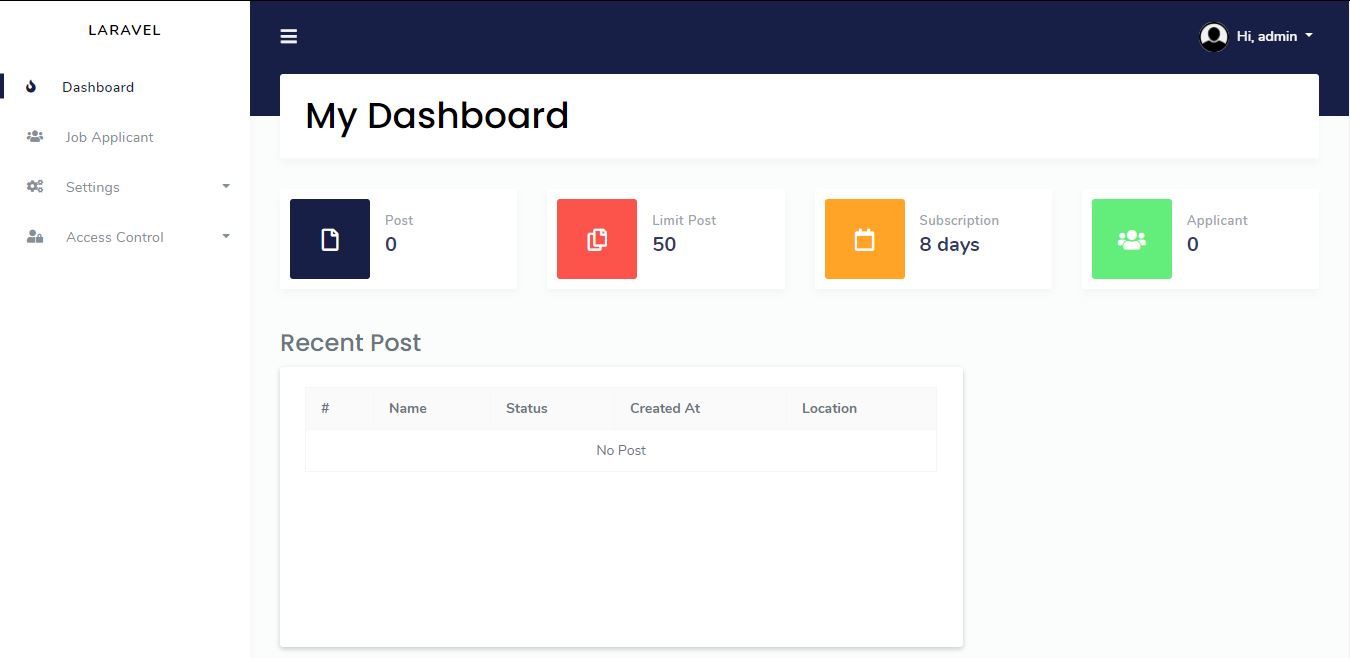 LARAVEL
Dashboard
Job Applicant
Settings
Access Control
Hi, admin
My Dashboard
Post
0
Limit Post
50
Subscription
8 days
Applicant
0
Recent Post
# Name Status Created At Location
No Post